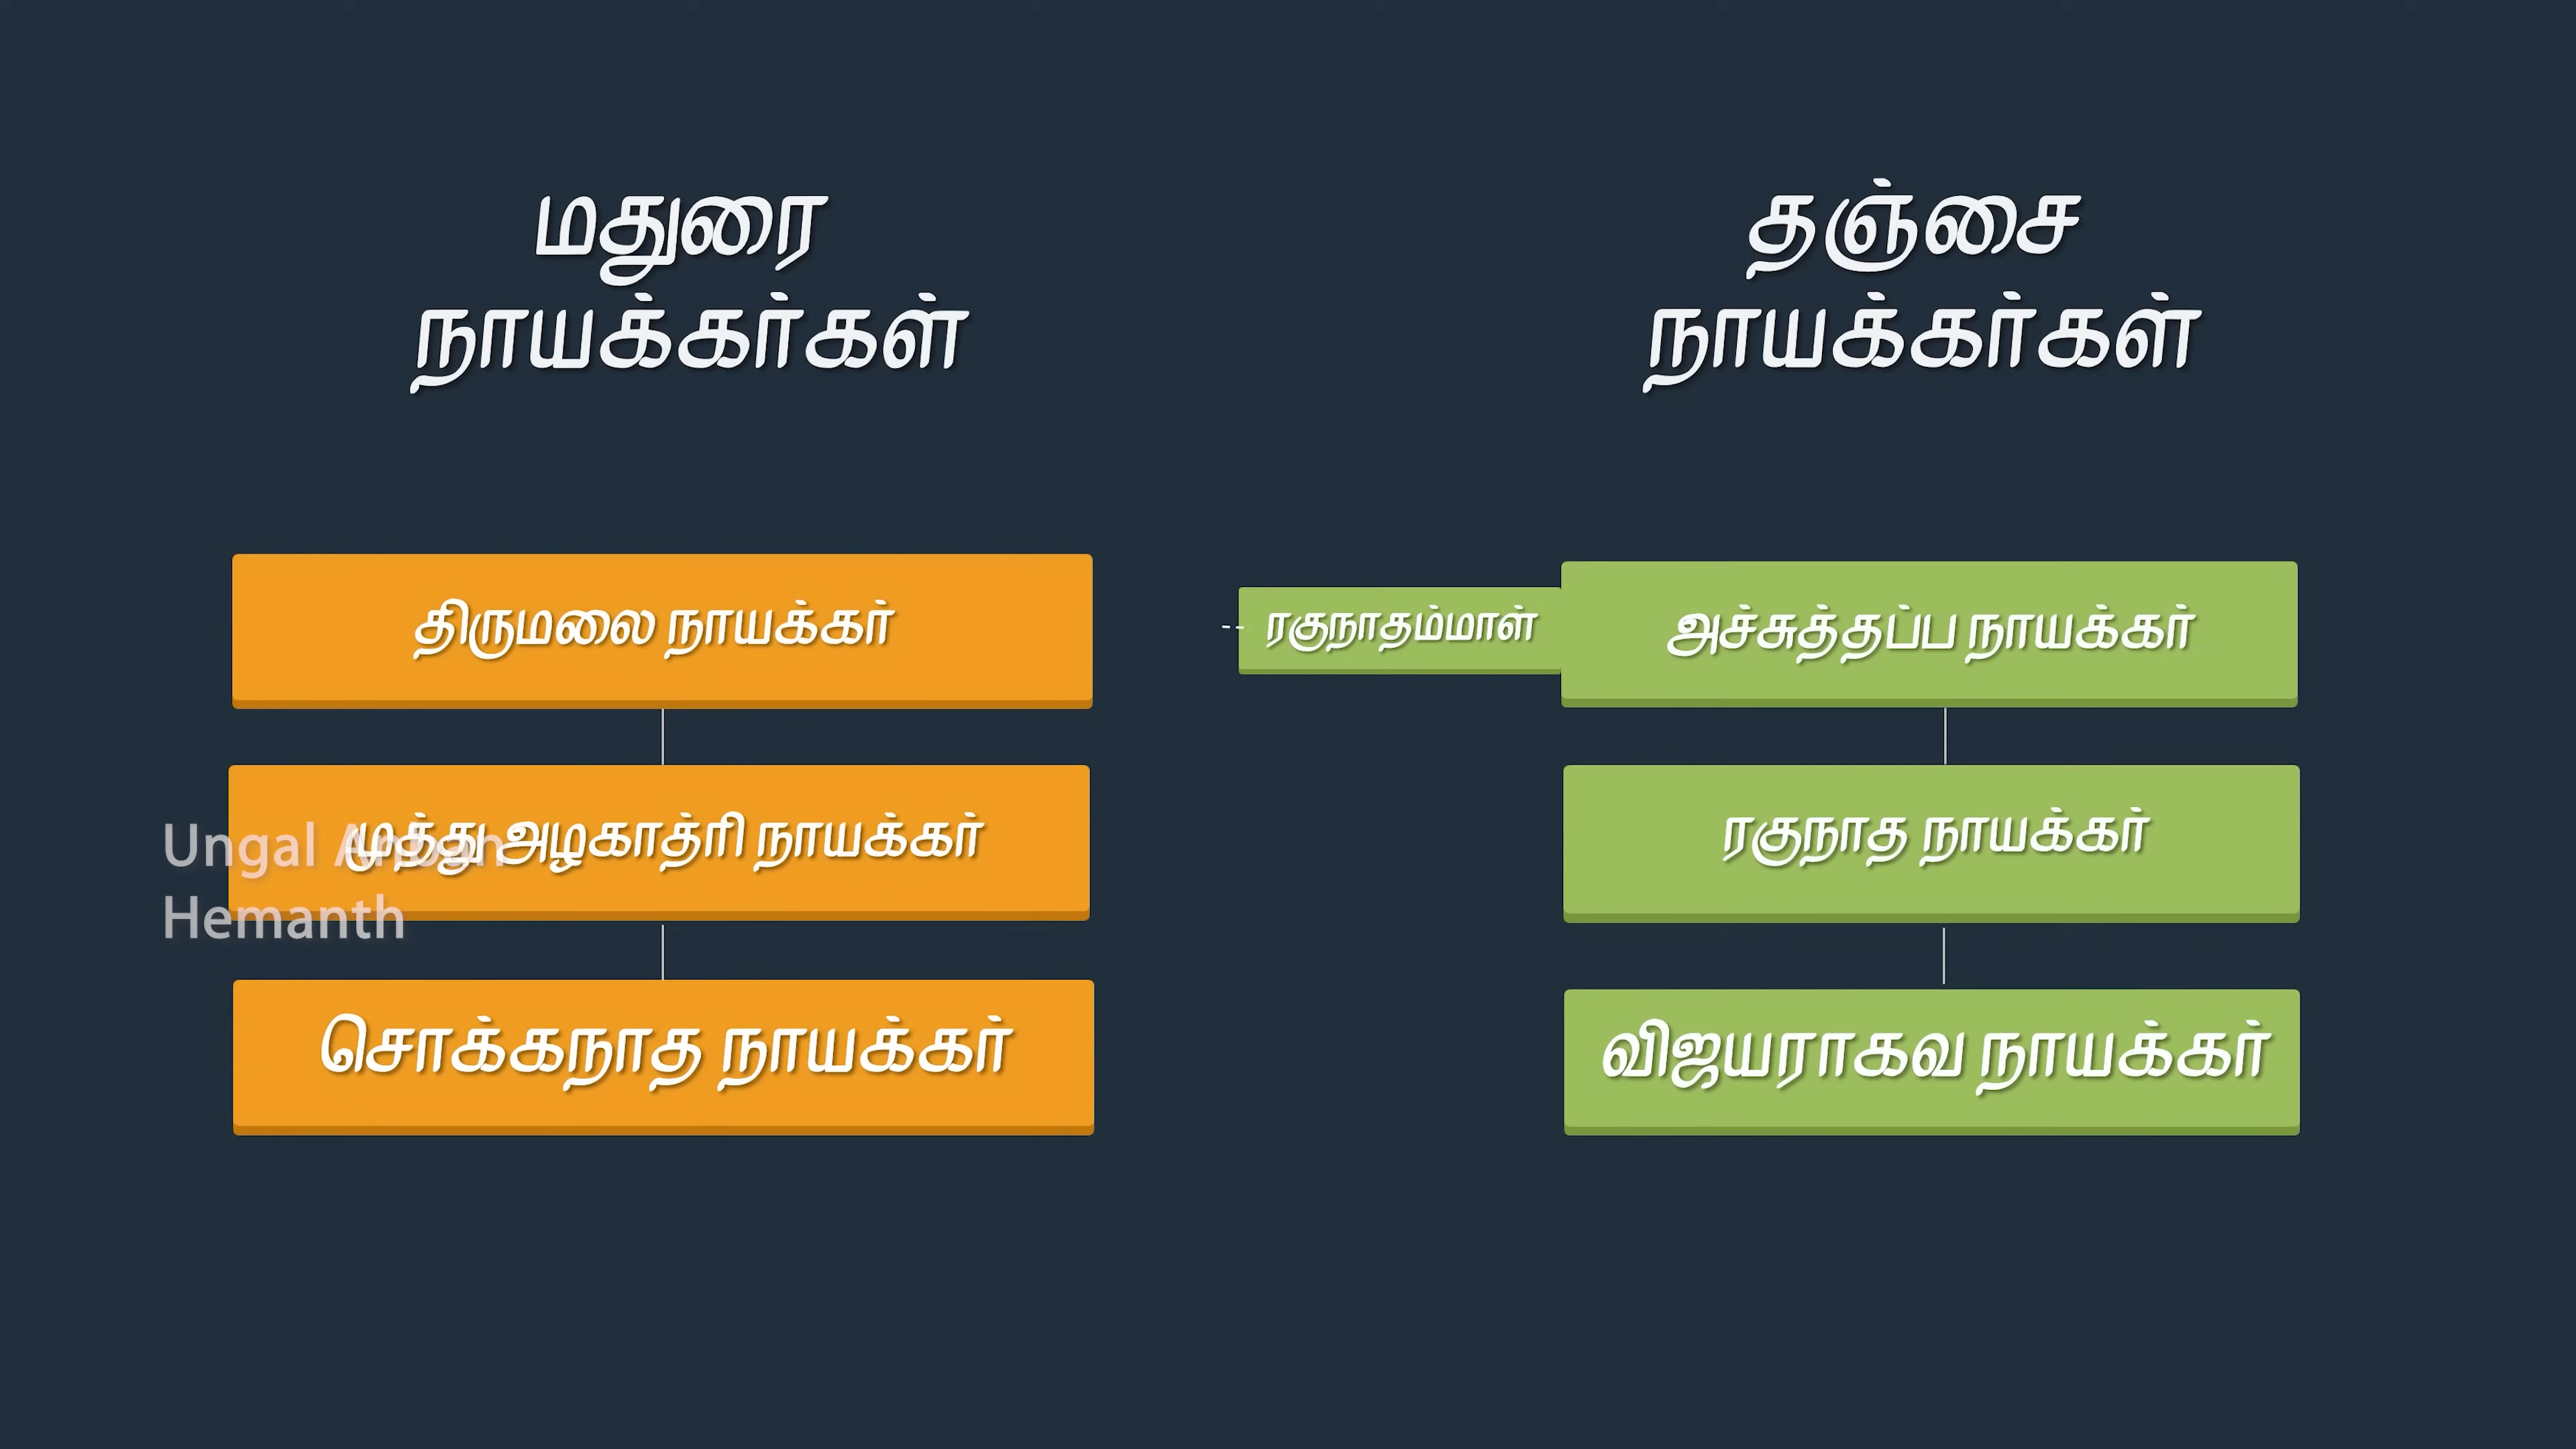 மதுரை
நாயக்கர்கள்
தஞ்சை
நாயக்கர்கள்
திருமலை நாயக்கர்
ரகுநாதம்மாள்
அச்சுத்தப்ப நாயக்கர்
முத்து அழகாத்ரி நாயக்கர்
ரகுநாத நாயக்கர்
Ungal Anban
Hemanth
சொக்கநாத நாயக்கர்
விஜயராகவ நாயக்கர்